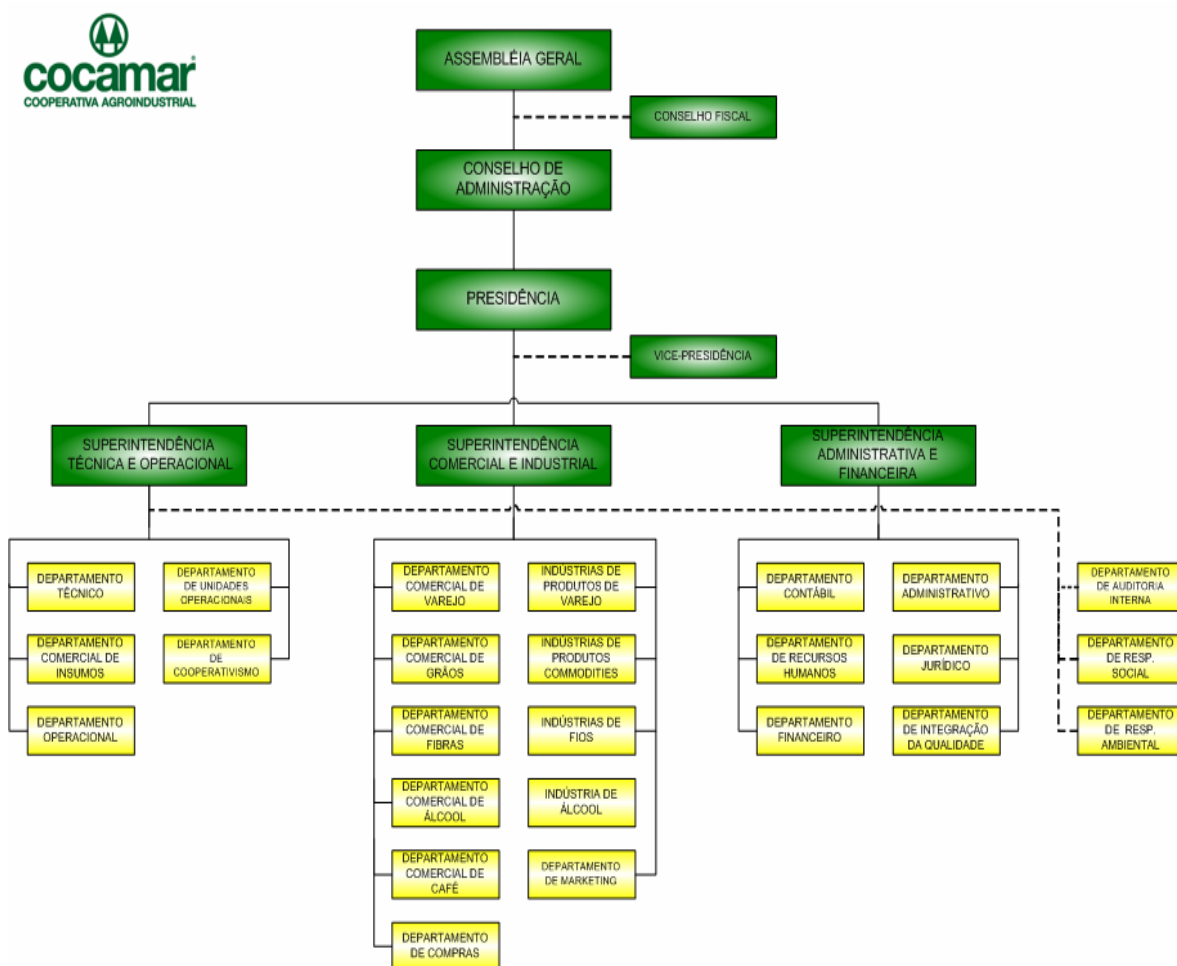 cocamar
COOPERATIVA AGROINDUSTRIAL
ASSEMBLÉIA GERAL
CONSELHO FISCAL
CONSELHO DE
ADMINISTRAÇÃO
PRESIDÊNCIA
VICE-PRESIDÊNCIA
SUPERINTENDÊNCIA
TÉCNICA E OPERACIONAL
SUPERINTENDÊNCIA
COMERCIAL E INDUSTRIAL
SUPERINTENDÊNCIA
ADMINISTRATIVA E
FINANCEIRA
DEPARTAMENTO
TÉCNICO
DEPARTAMENTO
DE UNIDADES
OPERACIONAIS
DEPARTAMENTO
COMERCIAL DE
INSUMOS
DEPARTAMENTO
DE
COOPERATIVISMO
DEPARTAMENTO
OPERACIONAL
DEPARTAMENTO
COMERCIAL DE
VAREJO
INDÚSTRIAS DE
PRODUTOS DE
VAREJO
DEPARTAMENTO
COMERCIAL DE
GRÃOS
INDÚSTRIAS DE
PRODUTOS
COMMODITIES
DEPARTAMENTO
COMERCIAL DE
FIBRAS
INDÚSTRIAS DE
FIOS
DEPARTAMENTO
COMERCIAL DE
ÁLCOOL
INDÚSTRIA DE
ÁLCOOL
DEPARTAMENTO
COMERCIAL DE
CAFÉ
DEPARTAMENTO
DE MARKETING
DEPARTAMENTO
DE COMPRAS
DEPARTAMENTO
CONTÁBIL
DEPARTAMENTO
ADMINISTRATIVO
DEPARTAMENTO
DE RECURSOS
HUMANOS
DEPARTAMENTO
JURÍDICO
DEPARTAMENTO
FINANCEIRO
DEPARTAMENTO
DE INTEGRAÇÃO
DA QUALIDADE
DEPARTAMENTO
DE AUDITORIA
INTERNA
DEPARTAMENTO
DE RESP.
SOCIAL
DEPARTAMENTO
DE RESP.
AMBIENTAL